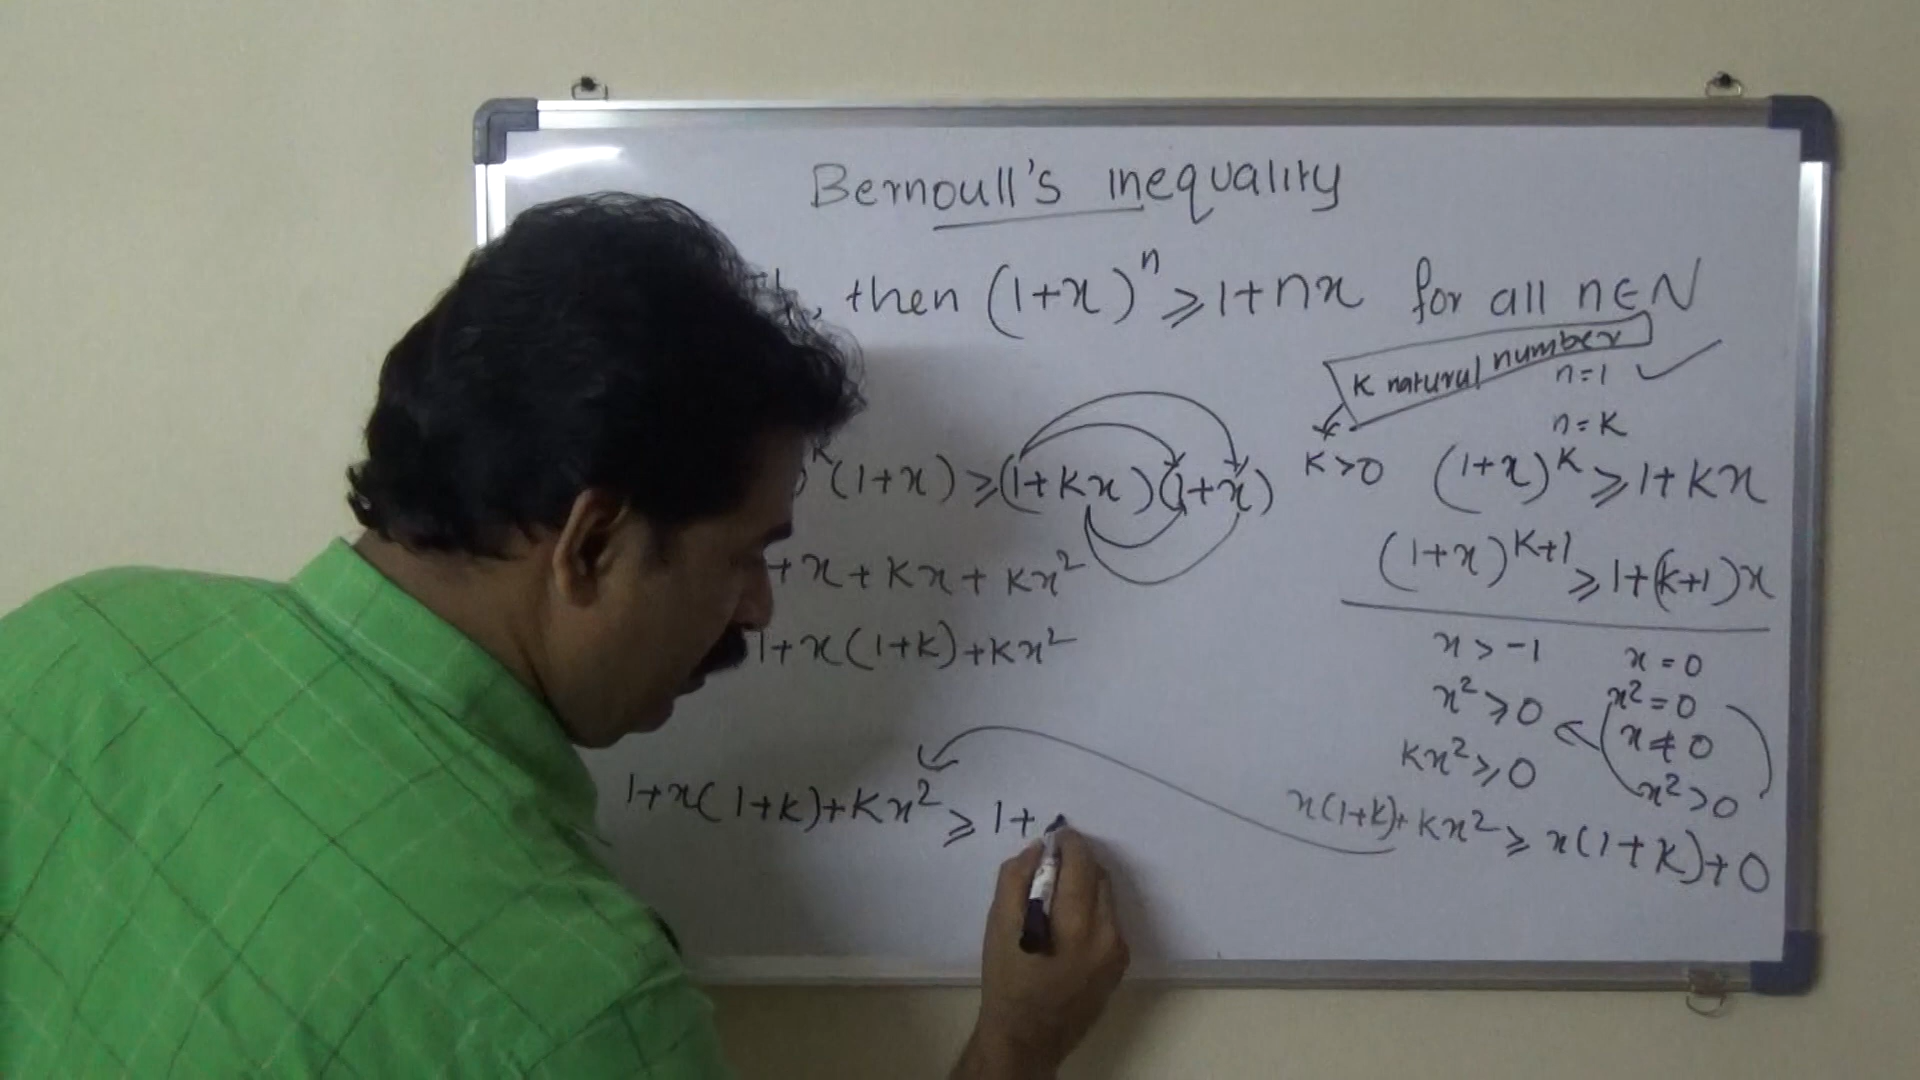 Bernoull's inequality
, then (1+x)^n ⩾ 1+nx for all n∈N
K natural number
n=1 ✓
n=K
^K (1+x) ⩾ (1+Kx)(1+x)
K>0
(1+x)^K ⩾ 1+Kx
(1+x)^K+1 ⩾ 1+(k+1)x
+x+Kx+Kx²
1+x(1+k)+Kx²
x>-1
x²⩾0
Kx²⩾0
x=0
x²=0
x≠0
x²>0
x(1+k)+Kx² ⩾ x(1+K)+0
1+x(1+k)+Kx² ⩾ 1+